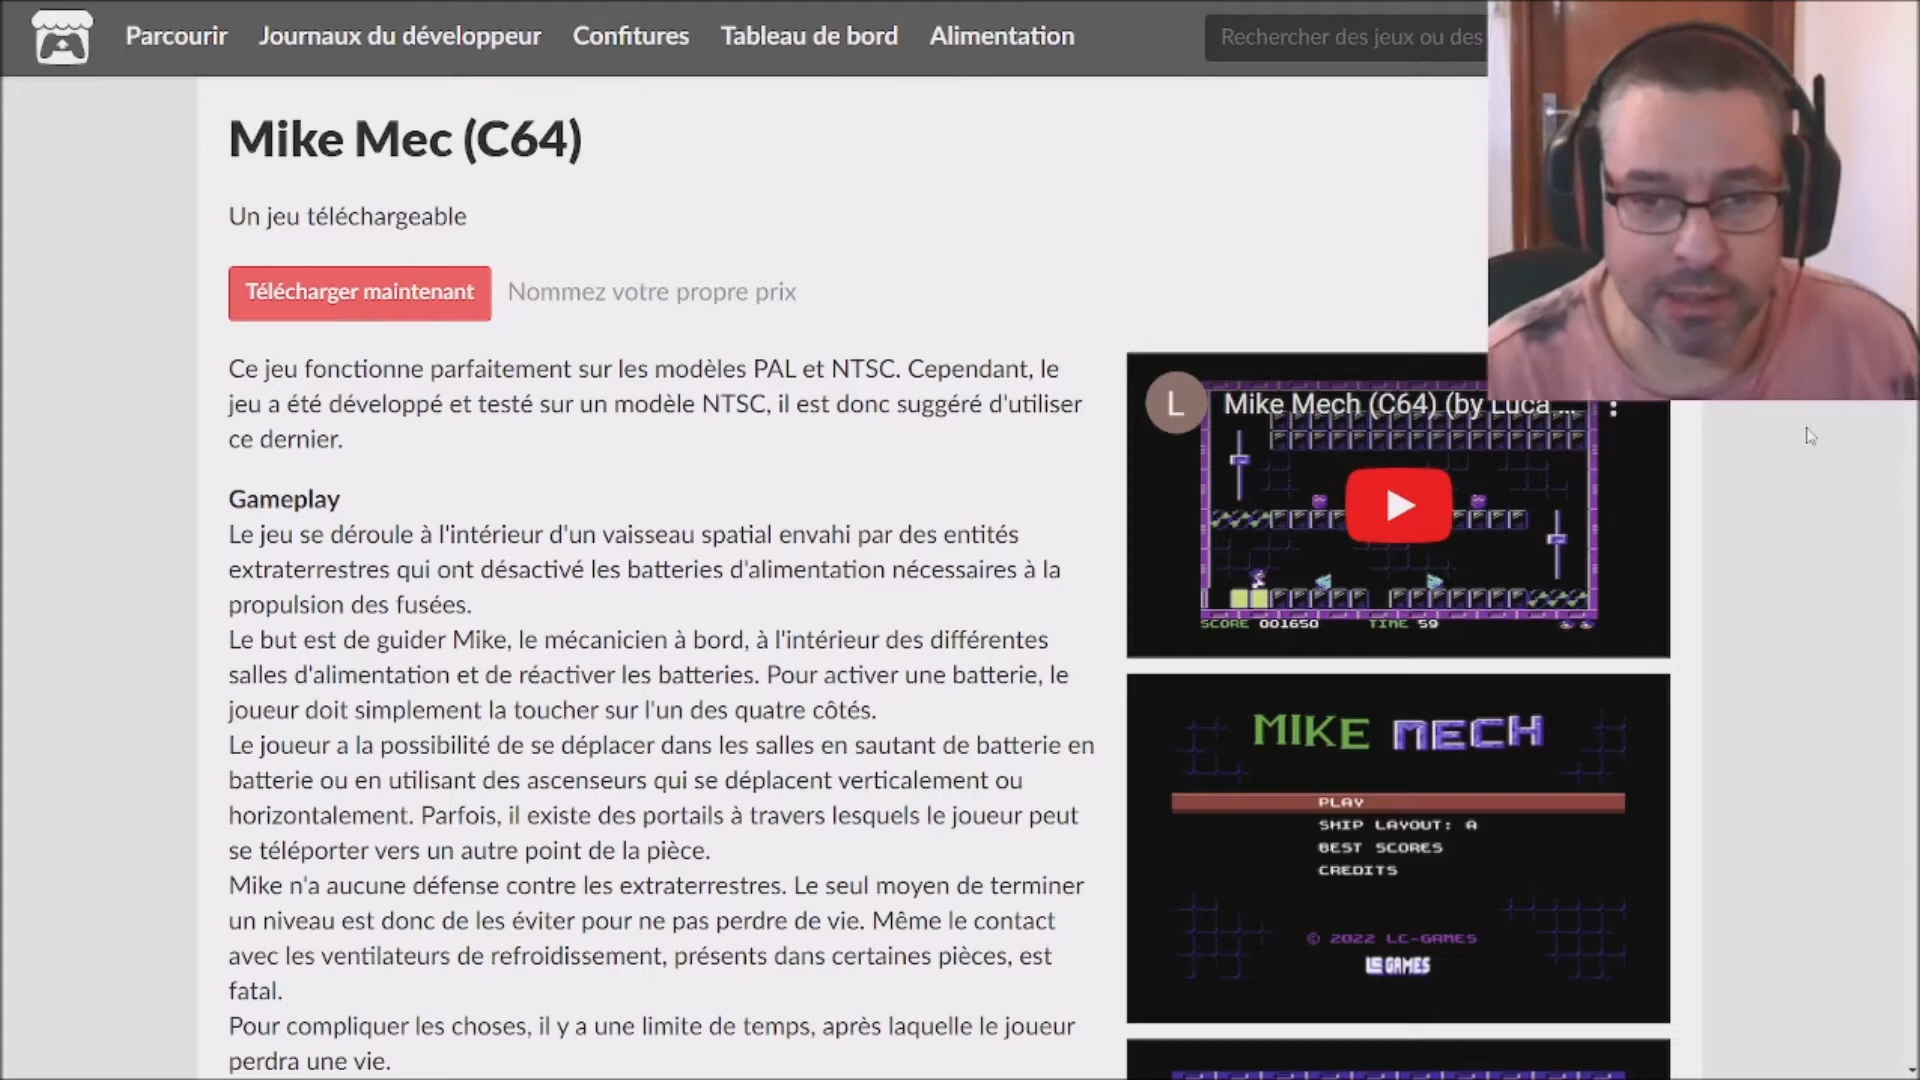 Parcourir Journaux du développeur Confitures Tableau de bord Alimentation Rechercher des jeux ou des
Mike Mec (C64)
Un jeu téléchargeable
Télécharger maintenant Nommez votre propre prix
Ce jeu fonctionne parfaitement sur les modèles PAL et NTSC. Cependant, le
jeu a été développé et testé sur un modèle NTSC, il est donc suggéré d'utiliser
ce dernier.
Gameplay
Le jeu se déroule à l'intérieur d'un vaisseau spatial envahi par des entités
extraterrestres qui ont désactivé les batteries d'alimentation nécessaires à la
propulsion des fusées.
Le but est de guider Mike, le mécanicien à bord, à l'intérieur des différentes
salles d'alimentation et de réactiver les batteries. Pour activer une batterie, le
joueur doit simplement la toucher sur l'un des quatre côtés.
Le joueur a la possibilité de se déplacer dans les salles en sautant de batterie en
batterie ou en utilisant des ascenseurs qui se déplacent verticalement ou
horizontalement. Parfois, il existe des portails à travers lesquels le joueur peut
se téléporter vers un autre point de la pièce.
Mike n'a aucune défense contre les extraterrestres. Le seul moyen de terminer
un niveau est donc de les éviter pour ne pas perdre de vie. Même le contact
avec les ventilateurs de refroidissement, présents dans certaines pièces, est
fatal.
Pour compliquer les choses, il y a une limite de temps, après laquelle le joueur
perdra une vie.
L Mike Mech (C64) (by Luca ...
SCORE 001650 TIME 59
MIKE MECH
PLAY
SHIP LAYOUT: A
BEST SCORES
CREDITS
© 2022 LC-GAMES
LC GAMES